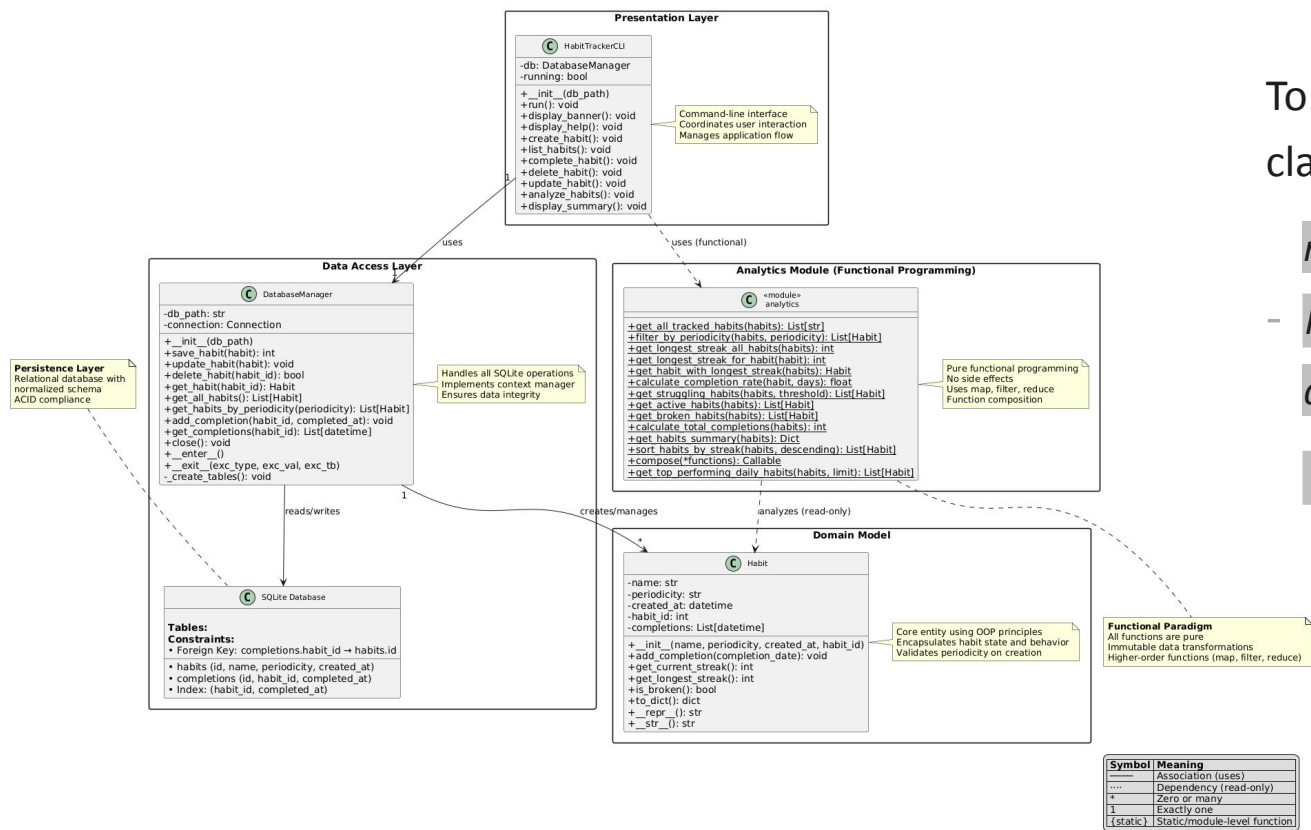 Presentation Layer
C HabitTrackerCLI
-db: DatabaseManager
-running: bool
+__init__(db_path)
+run(): void
+display_banner(): void
+display_help(): void
+create_habit(): void
+list_habits(): void
+complete_habit(): void
+delete_habit(): void
+update_habit(): void
+analyze_habits(): void
+display_summary(): void
Command-line interface
Coordinates user interaction
Manages application flow
To
1
uses
uses (functional)
Data Access Layer
1
C DatabaseManager
-db_path: str
-connection: Connection
+__init__(db_path)
+save_habit(habit): int
+update_habit(habit): void
+delete_habit(habit_id): bool
+get_habit(habit_id): Habit
+get_all_habits(): List[Habit]
+get_habits_by_periodicity(periodicity): List[Habit]
+add_completion(habit_id, completed_at): void
+get_completions(habit_id): List[datetime]
+close(): void
+__enter__()
+__exit__(exc_type, exc_val, exc_tb)
-_create_tables(): void
Handles all SQLite operations
Implements context manager
Ensures data integrity
Persistence Layer
Relational database with
normalized schema
ACID compliance
Analytics Module (Functional Programming)
C «module»
analytics
+get_all_tracked_habits(habits): List[str]
+filter_by_periodicity(habits, periodicity): List[Habit]
+get_longest_streak_all_habits(habits): int
+get_longest_streak_for_habit(habit): int
+get_habit_with_longest_streak(habits): Habit
+calculate_completion_rate(habit, days): float
+get_struggling_habits(habits, threshold): List[Habit]
+get_active_habits(habits): List[Habit]
+get_broken_habits(habits): List[Habit]
+calculate_total_completions(habits): int
+get_habits_summary(habits): Dict
+sort_habits_by_streak(habits, descending): List[Habit]
+compose(*functions): Callable
+get_top_performing_daily_habits(habits, limit): List[Habit]
Pure functional programming
No side effects
Uses map, filter, reduce
Function composition
-
reads/writes
1
creates/manages
*
analyzes (read-only)
C SQLite Database
Tables:
Constraints:
• Foreign Key: completions.habit_id → habits.id
• habits (id, name, periodicity, created_at)
• completions (id, habit_id, completed_at)
• Index: (habit_id, completed_at)
Domain Model
C Habit
-name: str
-periodicity: str
-created_at: datetime
-habit_id: int
-completions: List[datetime]
+__init__(name, periodicity, created_at, habit_id)
+add_completion(completion_date): void
+get_current_streak(): int
+get_longest_streak(): int
+is_broken(): bool
+to_dict(): dict
+__repr__(): str
+__str__(): str
Core entity using OOP principles
Encapsulates habit state and behavior
Validates periodicity on creation
Functional Paradigm
All functions are pure
Immutable data transformations
Higher-order functions (map, filter, reduce)
Symbol Meaning
—— Association (uses)
.... Dependency (read-only)
* Zero or many
1 Exactly one
{static} Static/module-level function